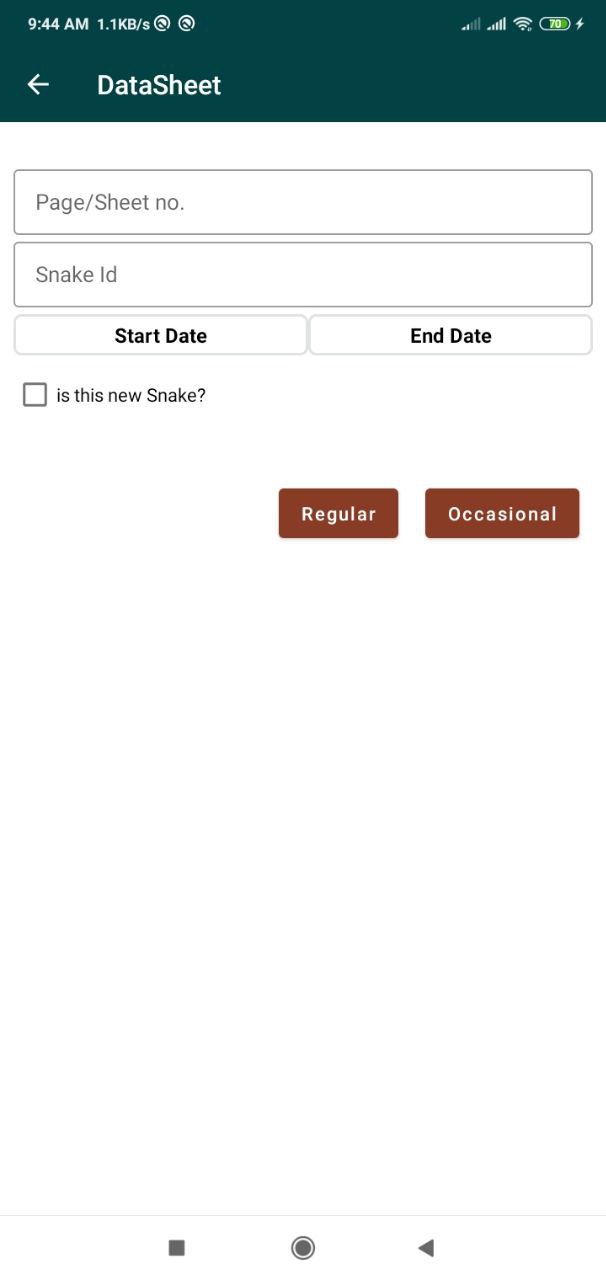 9:44 AM 1.1KB/s 70
DataSheet
Page/Sheet no.
Snake Id
Start Date End Date
is this new Snake?
Regular Occasional